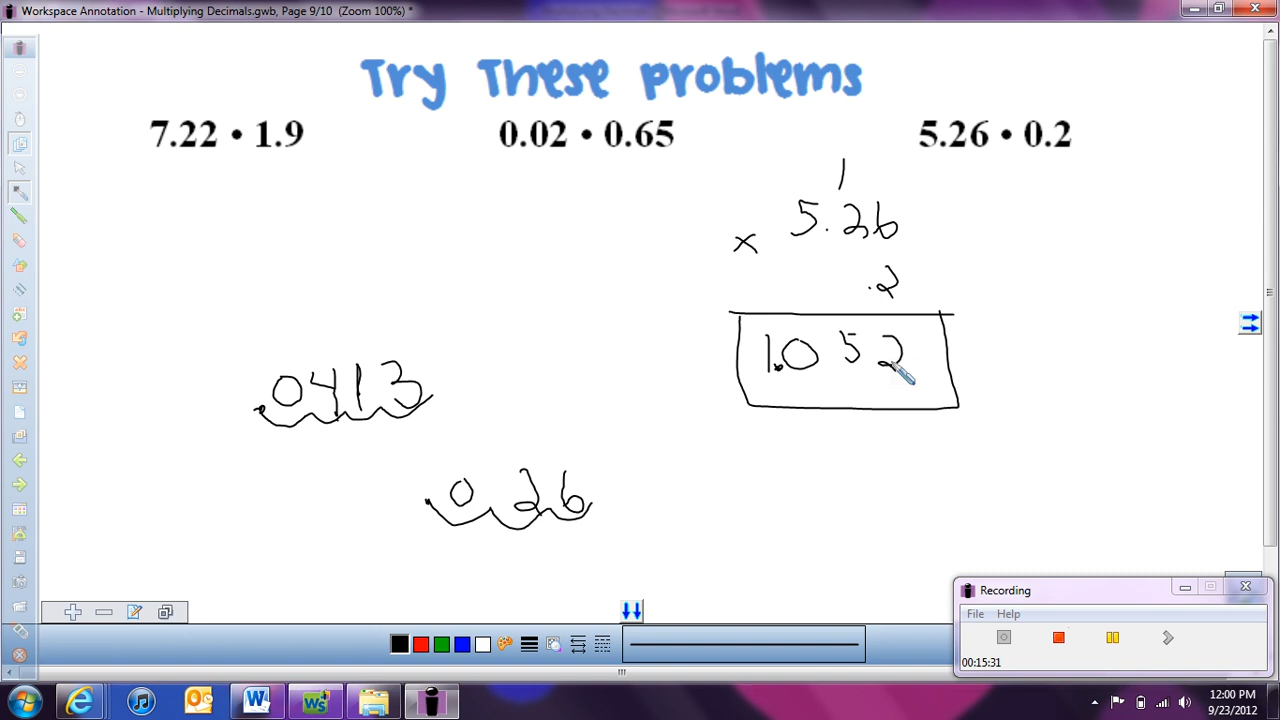 Workspace Annotation - Multiplying Decimals.gwb, Page 9/10 (Zoom 100%) *
Try These problems
7.22 • 1.9
0.02 • 0.65
5.26 • 0.2
1
5.26
x
.2
1.052
0413
026
Recording
File Help
00:15:31
12:00 PM
9/23/2012